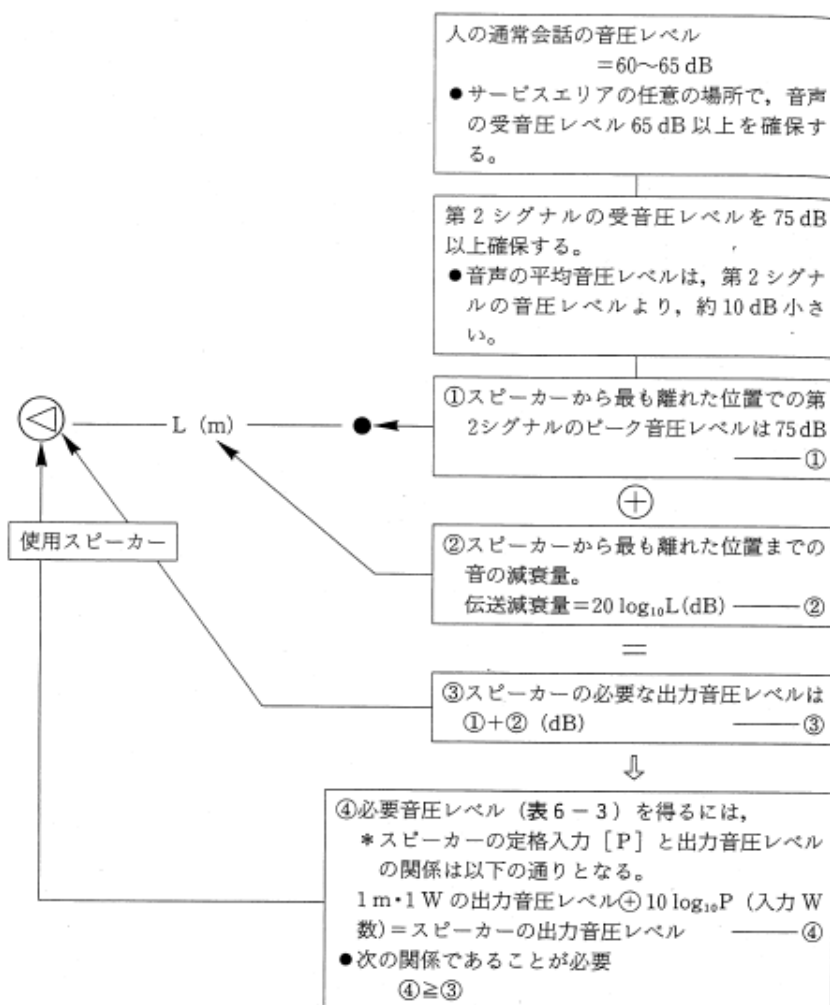 人の通常会話の音圧レベル
=60〜65 dB
●サービスエリアの任意の場所で，音声
の受音圧レベル 65 dB 以上を確保す
る。
第 2 シグナルの受音圧レベルを 75 dB
以上確保する。
●音声の平均音圧レベルは，第 2 シグナ
ルの音圧レベルより，約 10 dB 小さ
い。
①スピーカーから最も離れた位置での第
2シグナルのピーク音圧レベルは 75 dB
———①
L (m)
⊕
使用スピーカー
②スピーカーから最も離れた位置までの
音の減衰量。
伝送減衰量＝20 log₁₀L(dB) ———②
＝
③スピーカーの必要な出力音圧レベルは
①＋② (dB) ———③
⇩
④必要音圧レベル（表 6－3）を得るには，
＊スピーカーの定格入力［P］と出力音圧レベル
の関係は以下の通りとなる。
1 m・1 W の出力音圧レベル⊕10 log₁₀P（入力 W
数）＝スピーカーの出力音圧レベル ———④
●次の関係であることが必要
④≧③